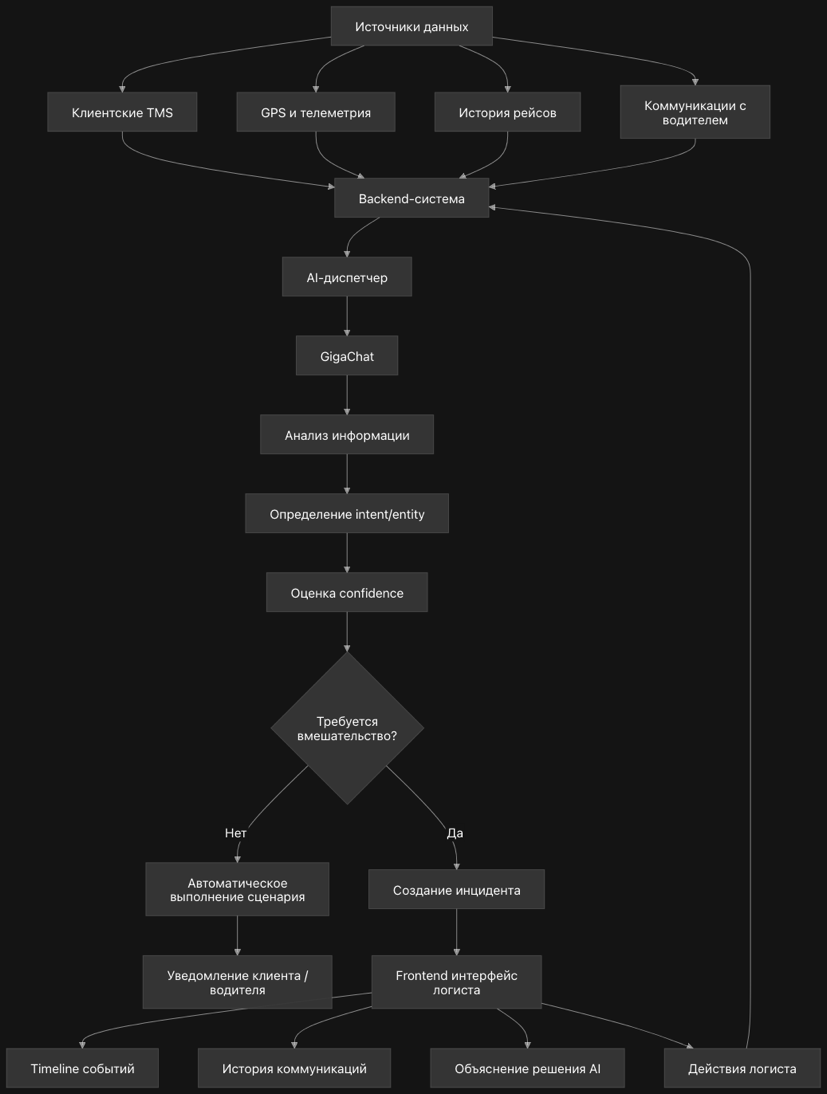 Источники данных
Клиентские TMS
GPS и телеметрия
История рейсов
Коммуникации с
водителем
Backend-система
AI-диспетчер
GigaChat
Анализ информации
Определение intent/entity
Оценка confidence
Требуется
вмешательство?
Нет
Да
Автоматическое
выполнение сценария
Создание инцидента
Уведомление клиента /
водителя
Frontend интерфейс
логиста
Timeline событий
История коммуникаций
Объяснение решения AI
Действия логиста